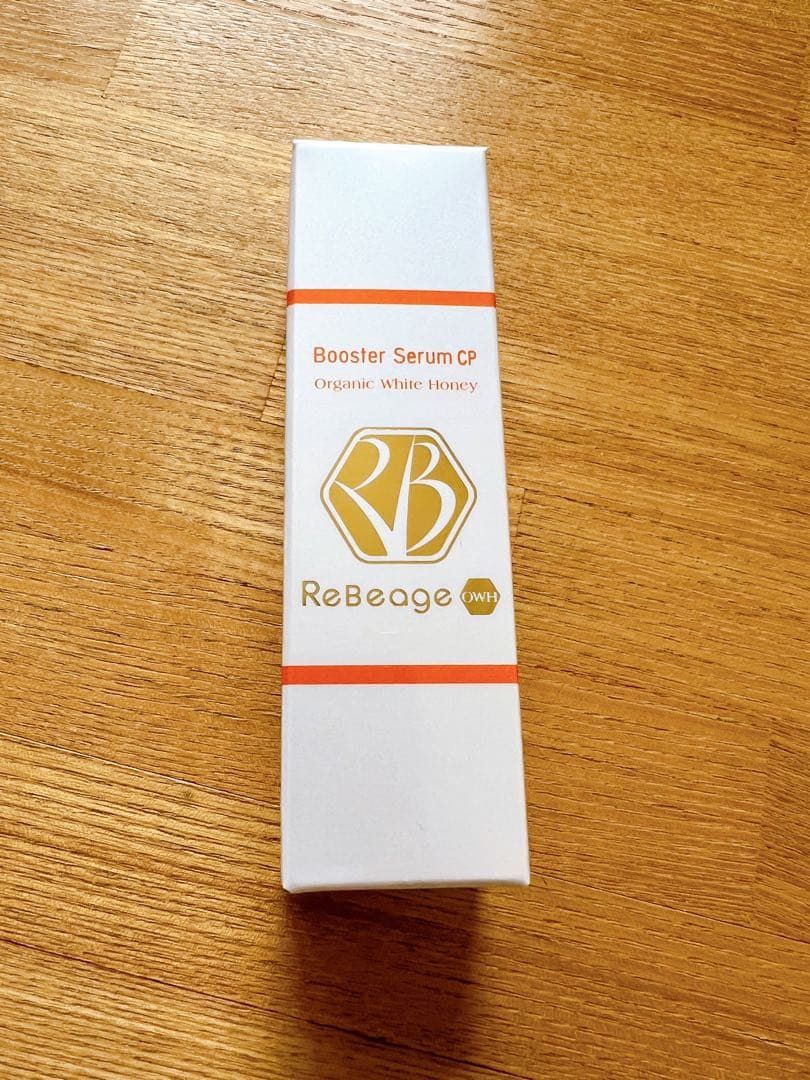 Booster Serum CP
Organic White Honey
RB
ReBeage OWH